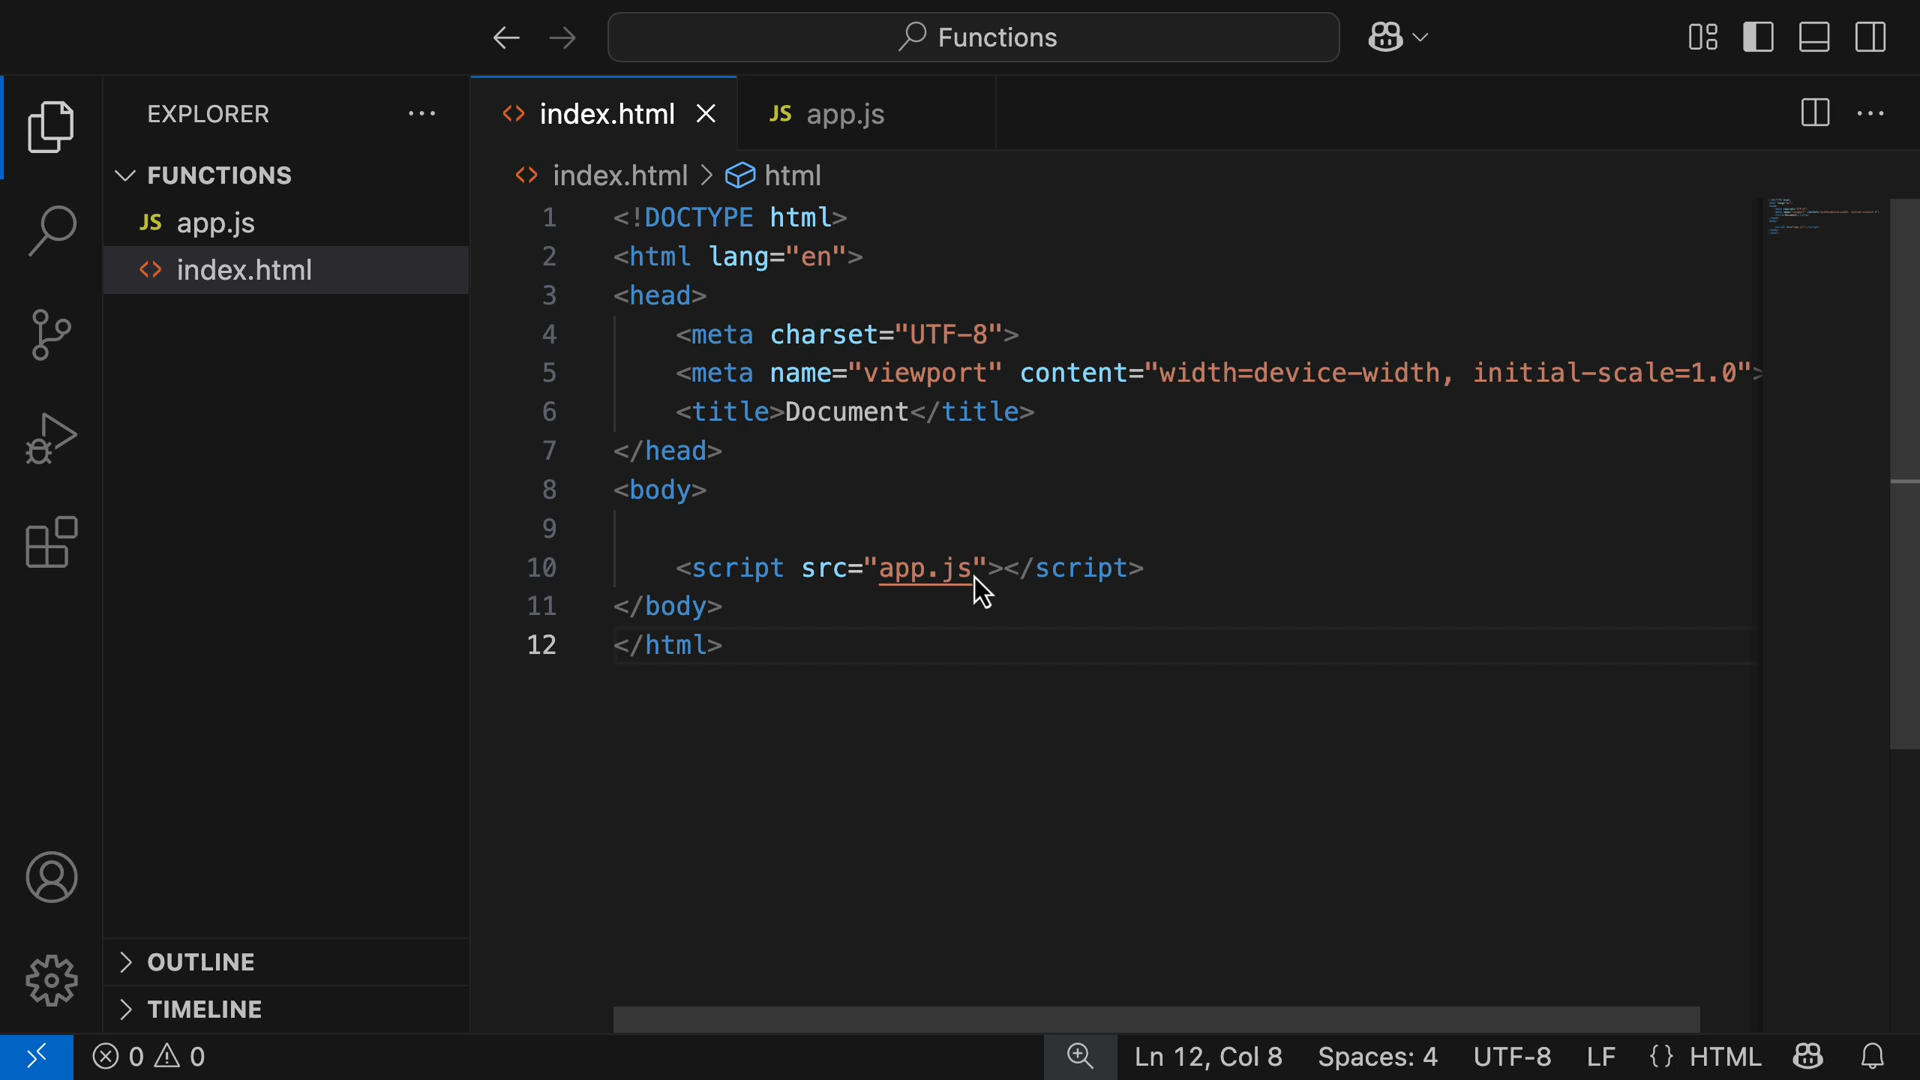 Functions
EXPLORER
FUNCTIONS
JS app.js
<> index.html
OUTLINE
TIMELINE
<> index.html
JS app.js
<> index.html > html
1 <!DOCTYPE html>
2 <html lang="en">
3 <head>
4     <meta charset="UTF-8">
5     <meta name="viewport" content="width=device-width, initial-scale=1.0">
6     <title>Document</title>
7 </head>
8 <body>
9
10     <script src="app.js"></script>
11 </body>
12 </html>
0 0
Ln 12, Col 8 Spaces: 4 UTF-8 LF {} HTML